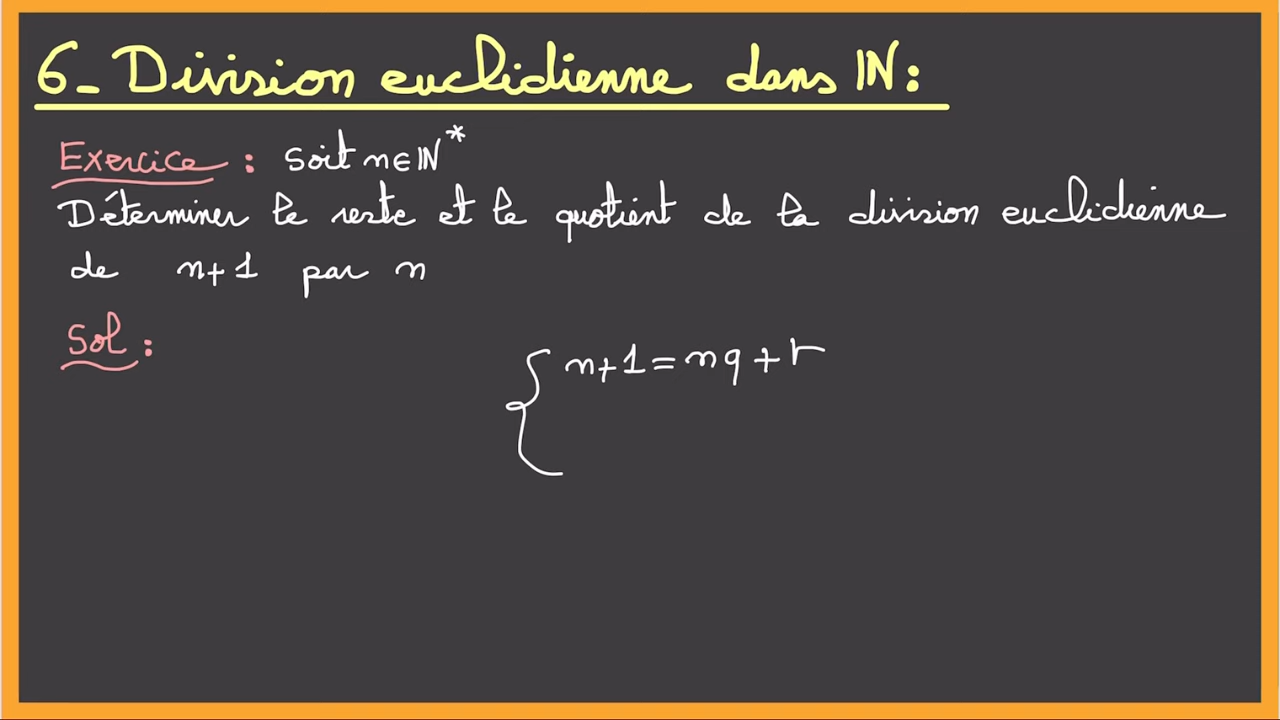 6_ Division euclidienne dans IN :
Exercice : Soit n ∈ IN*
Déterminer le reste et le quotient de la division euclidienne
de n+1 par n
Sol :
{ n+1 = nq + r